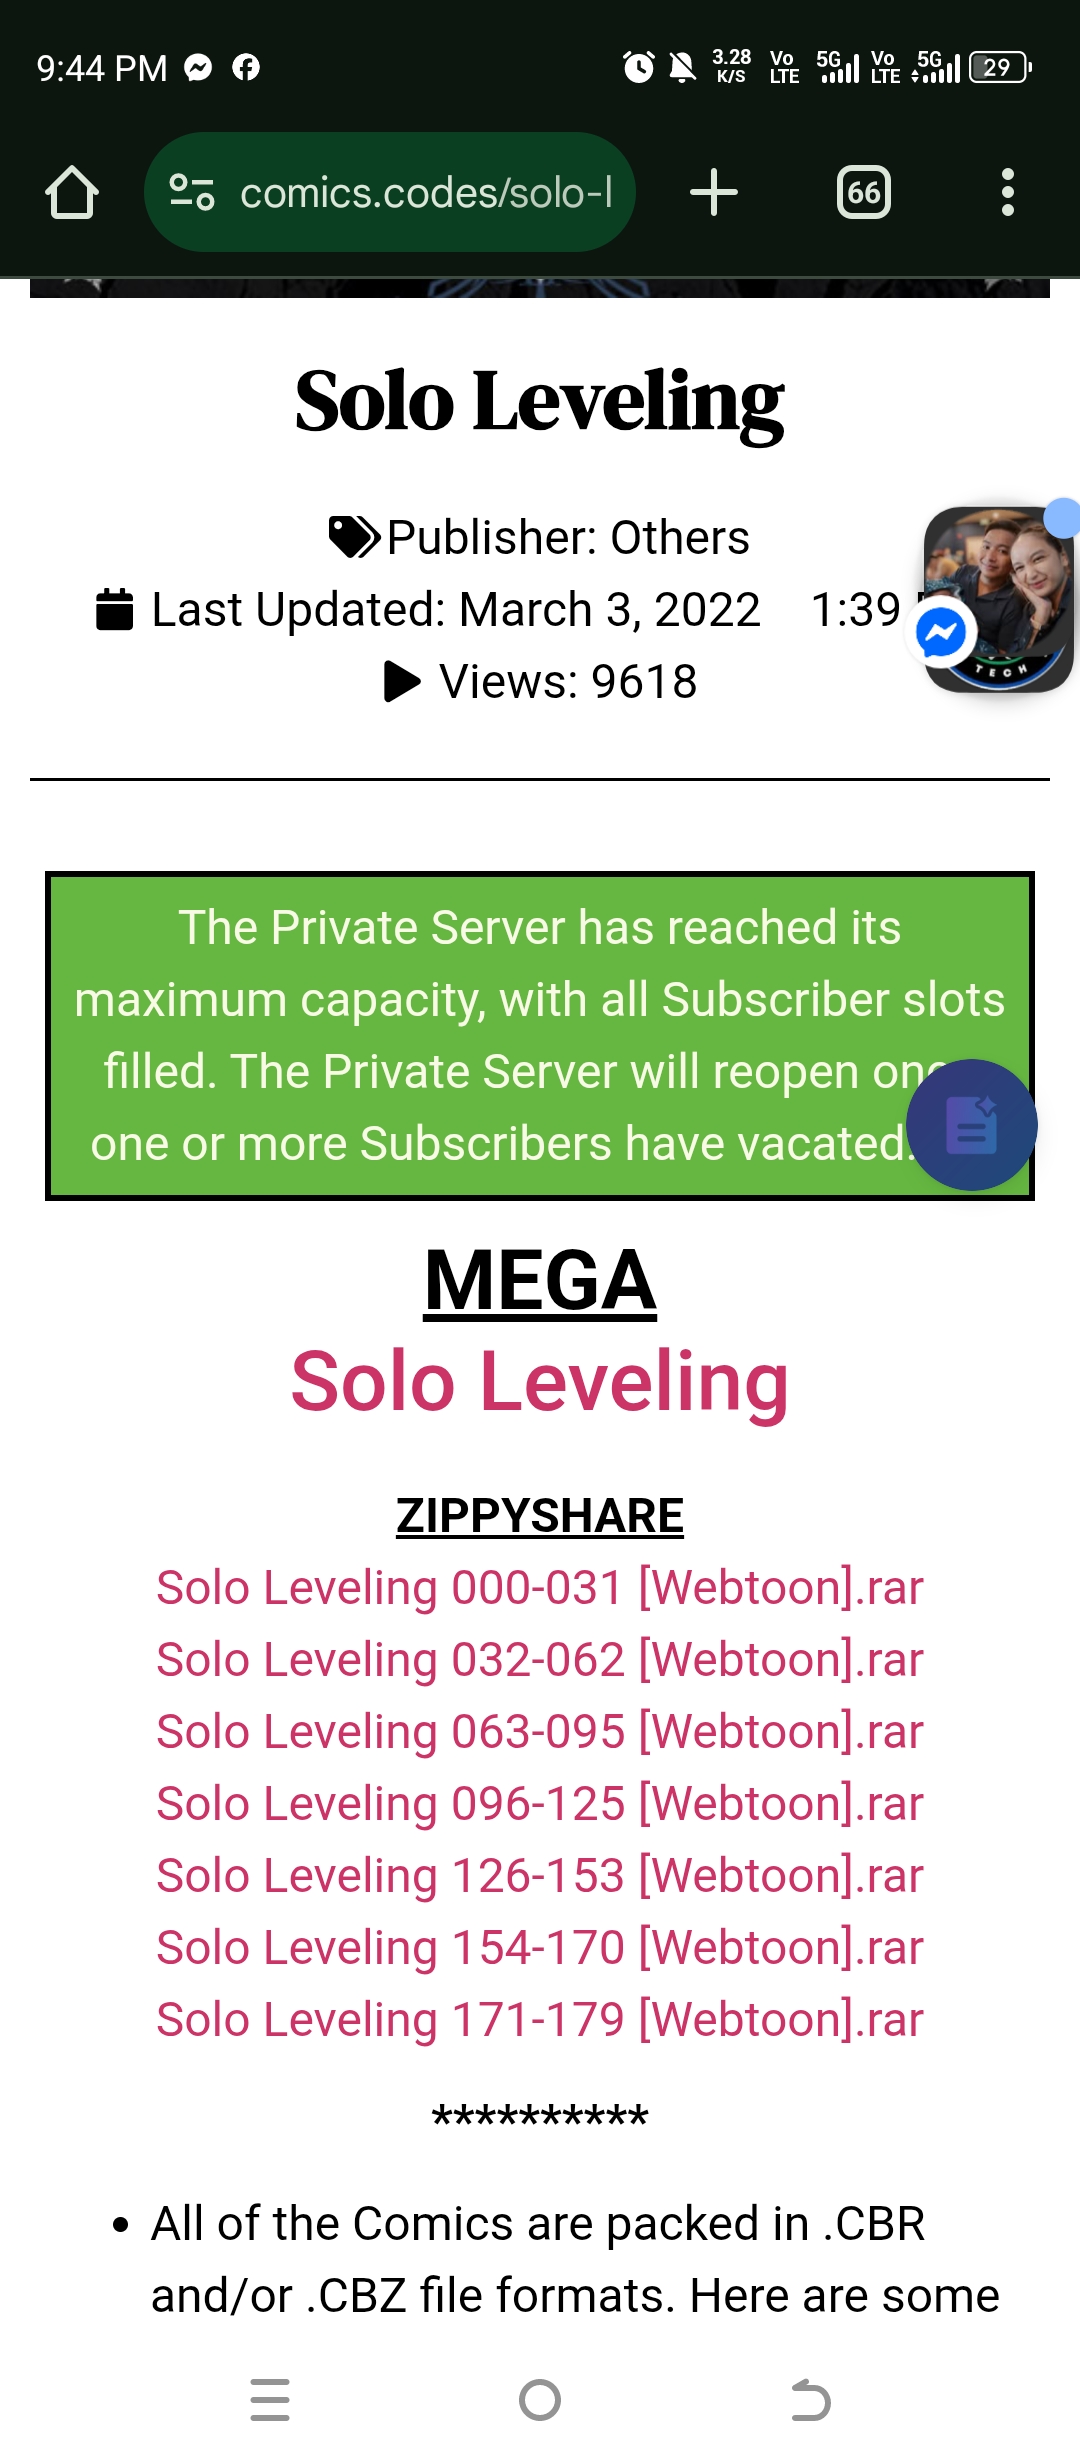 9:44 PM
3.28 K/S
Vo LTE
5G
Vo LTE
5G
29
comics.codes/solo-l
66
Solo Leveling
Publisher: Others
Last Updated: March 3, 2022 1:39
TECH
Views: 9618
The Private Server has reached its
maximum capacity, with all Subscriber slots
filled. The Private Server will reopen
one or more Subscribers have vacated.
MEGA
Solo Leveling
ZIPPYSHARE
Solo Leveling 000-031 [Webtoon].rar
Solo Leveling 032-062 [Webtoon].rar
Solo Leveling 063-095 [Webtoon].rar
Solo Leveling 096-125 [Webtoon].rar
Solo Leveling 126-153 [Webtoon].rar
Solo Leveling 154-170 [Webtoon].rar
Solo Leveling 171-179 [Webtoon].rar
**********
• All of the Comics are packed in .CBR
and/or .CBZ file formats. Here are some